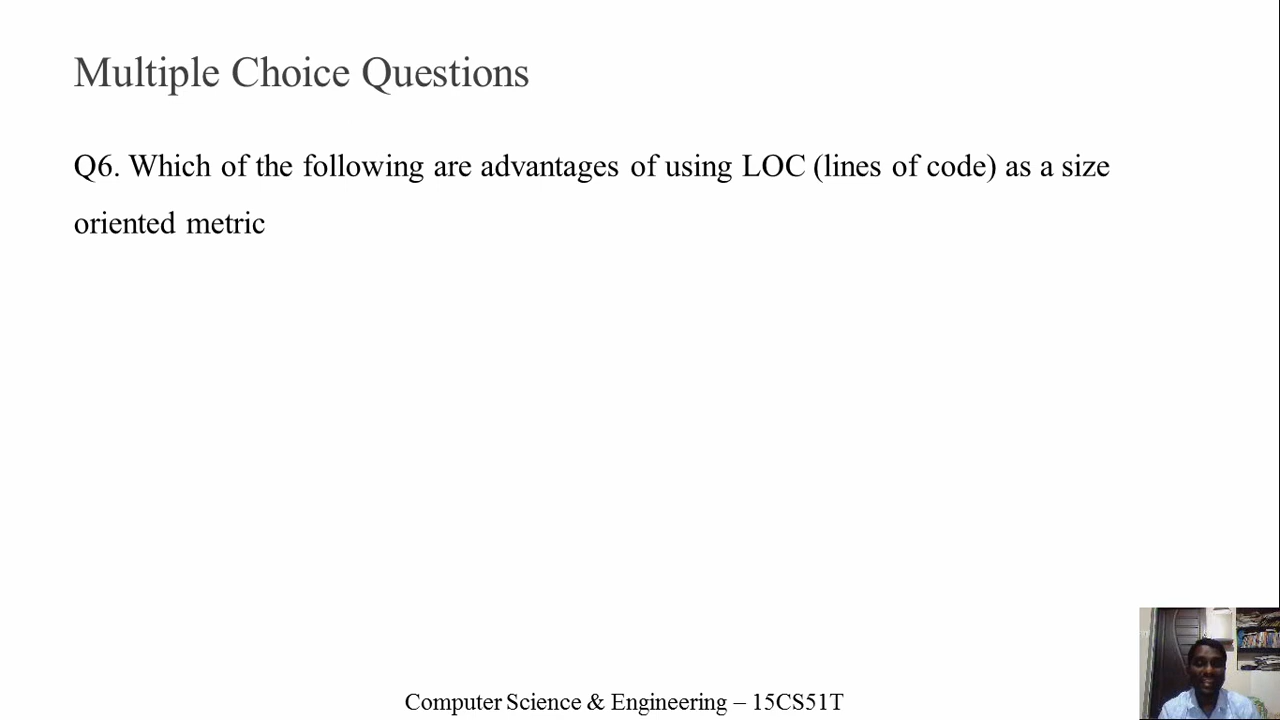 Multiple Choice Questions
Q6. Which of the following are advantages of using LOC (lines of code) as a size
oriented metric
Computer Science & Engineering – 15CS51T